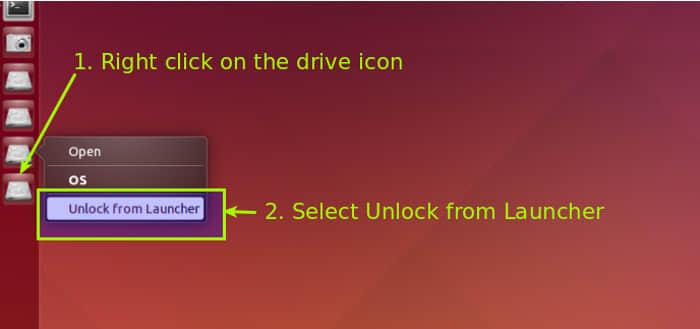 1. Right click on the drive icon
Open
OS
Unlock from Launcher
2. Select Unlock from Launcher